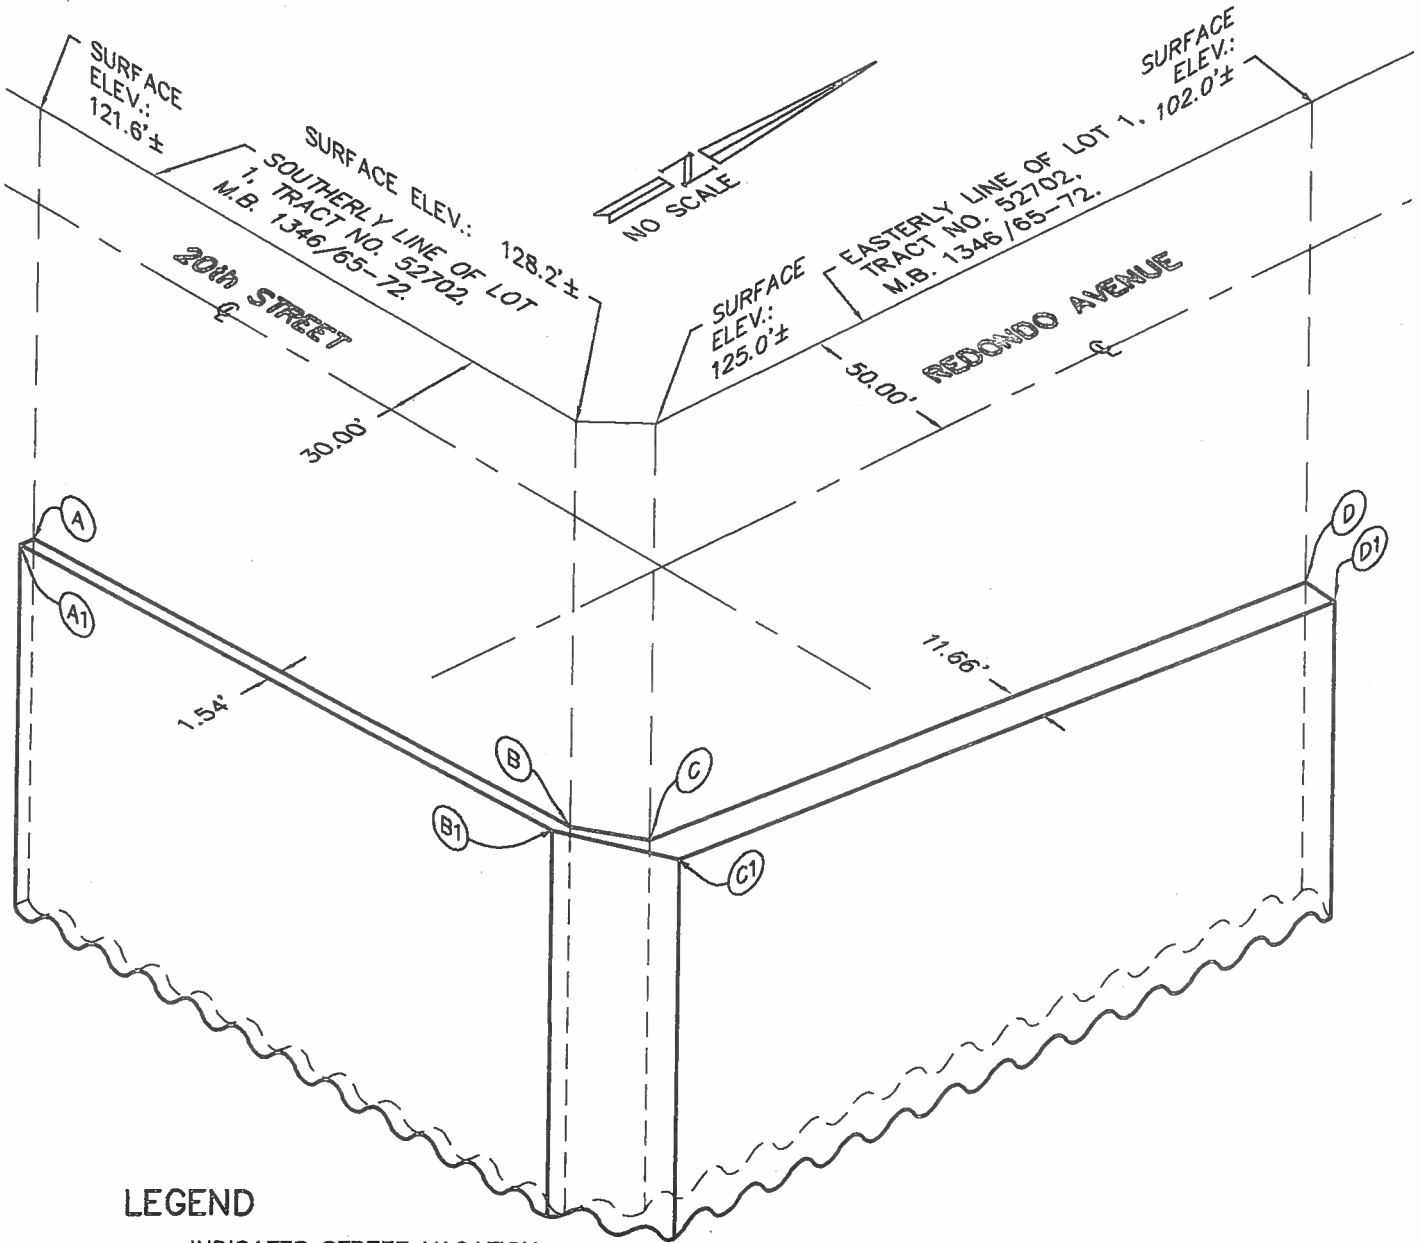 SURFACE
ELEV.:
121.6'±
SURFACE ELEV.: 128.2'±
SOUTHERLY LINE OF LOT
1, TRACT NO. 52702,
M.B. 1346/65-72.
NO SCALE
SURFACE
ELEV.:
102.0'±
EASTERLY LINE OF LOT 1,
TRACT NO. 52702,
M.B. 1346/65-72.
SURFACE
ELEV.:
125.0'±
20th STREET
℄
REDONDO AVENUE
℄
30.00'
50.00'
A
A1
D
D1
1.54'
11.66'
B
B1
C
C1
LEGEND
INDICATES STREET VACATION